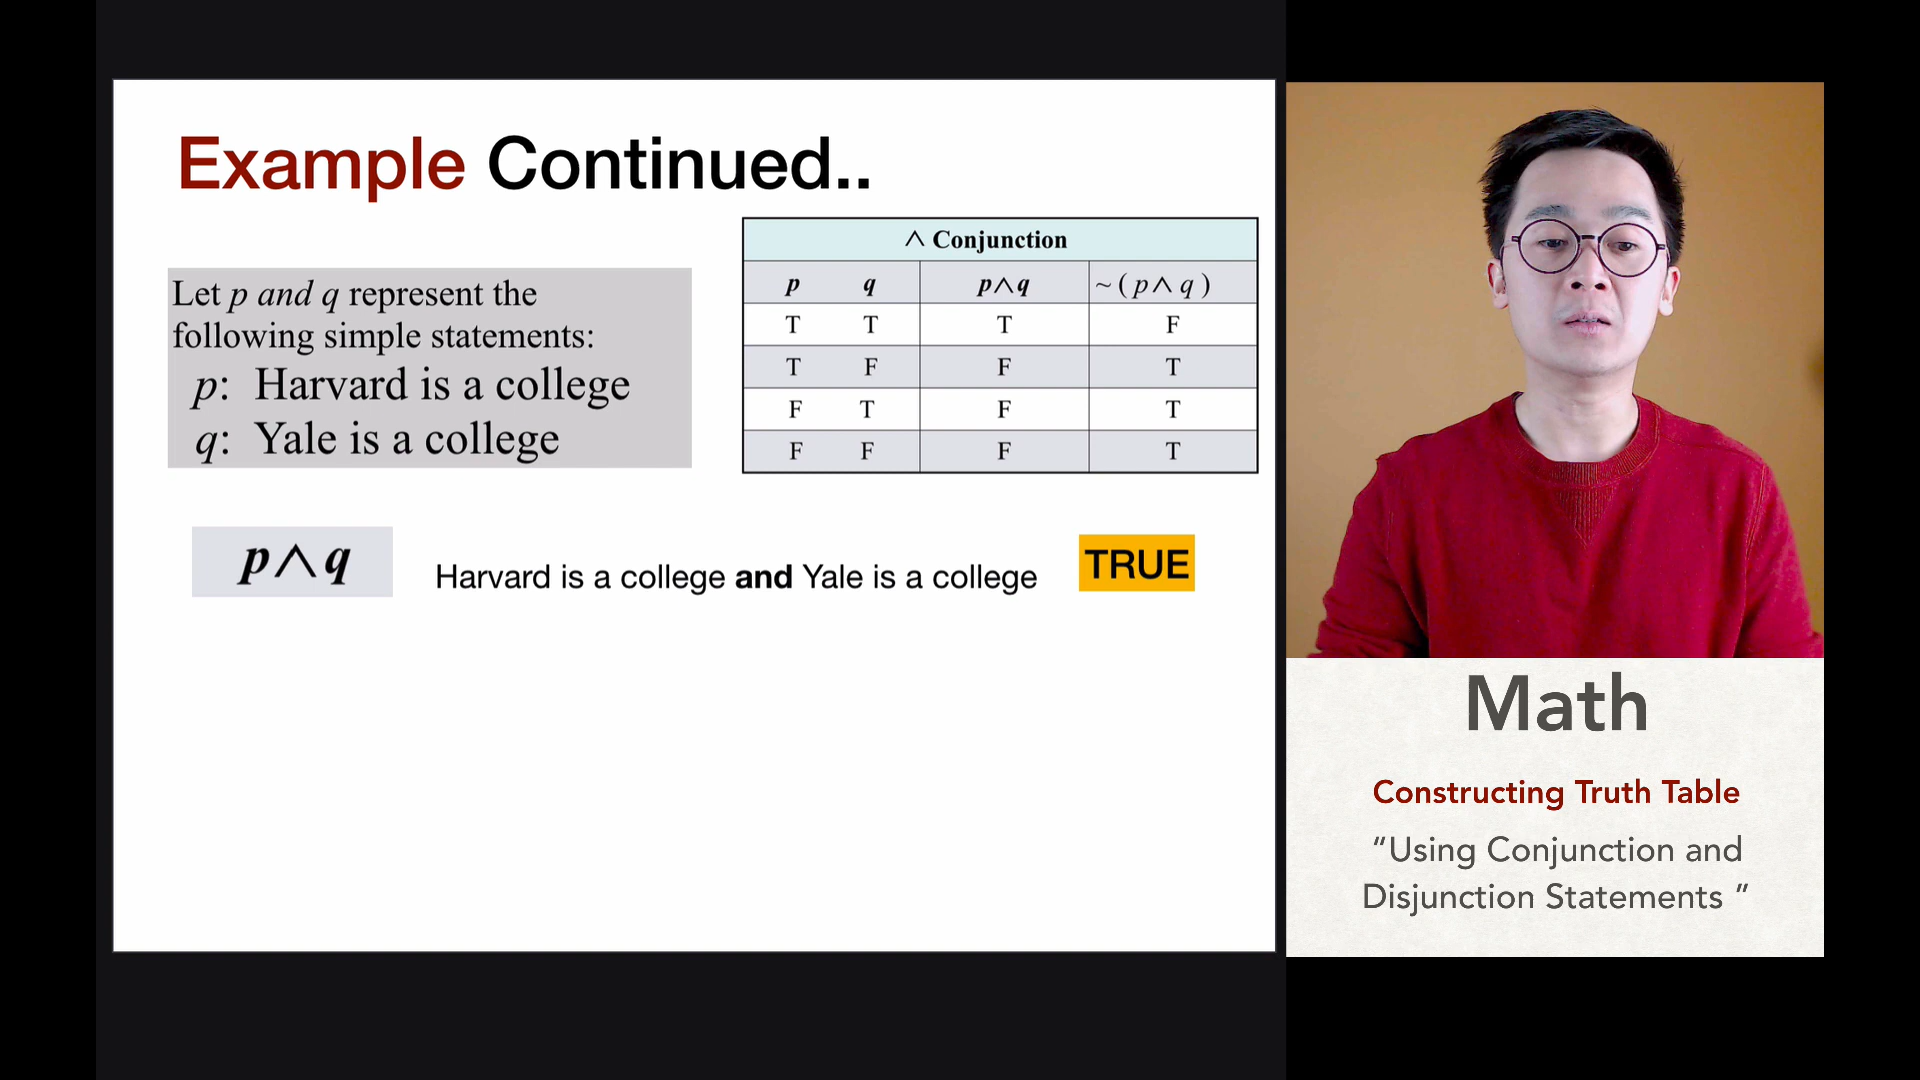 Example Continued..
Let p and q represent the
following simple statements:
p: Harvard is a college
q: Yale is a college
∧ Conjunction
p q p∧q ~ ( p ∧ q )
T T T F
T F F T
F T F T
F F F T
p∧q Harvard is a college and Yale is a college TRUE
Math
Constructing Truth Table
“Using Conjunction and
Disjunction Statements ”